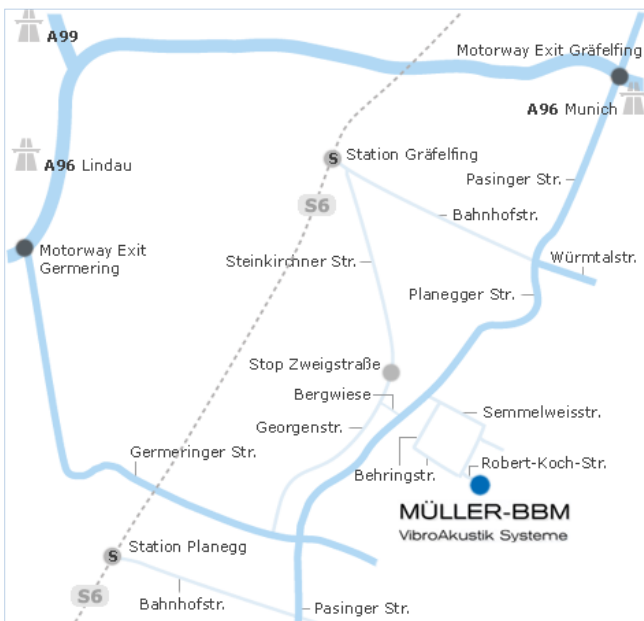 A99
Motorway Exit Gräfelfing
A96 Munich
A96 Lindau
S
Station Gräfelfing
Pasinger Str.
S6
Bahnhofstr.
Motorway Exit
Germering
Steinkirchner Str.
Würmtalstr.
Planegger Str.
Stop Zweigstraße
Bergwiese
Semmelweisstr.
Georgenstr.
Germeringer Str.
Behringstr.
Robert-Koch-Str.
MÜLLER-BBM
VibroAkustik Systeme
S
Station Planegg
S6
Bahnhofstr.
Pasinger Str.